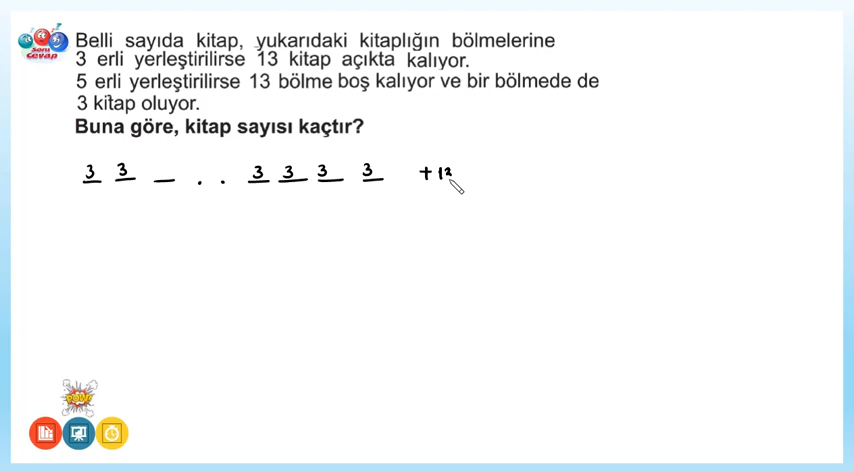 Soru
Cevap
Belli sayıda kitap, yukarıdaki kitaplığın bölmelerine
3 erli yerleştirilirse 13 kitap açıkta kalıyor.
5 erli yerleştirilirse 13 bölme boş kalıyor ve bir bölmede de
3 kitap oluyor.
Buna göre, kitap sayısı kaçtır?
3 3 _ . . 3 3 3 3 +13
POW!